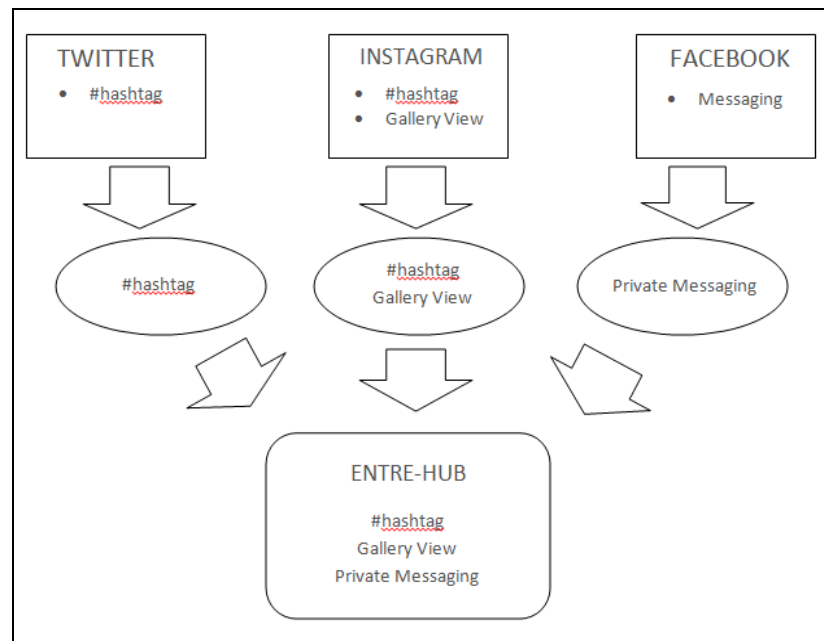 TWITTER
• #hashtag
INSTAGRAM
• #hashtag
• Gallery View
FACEBOOK
• Messaging
#hashtag
#hashtag
Gallery View
Private Messaging
ENTRE-HUB
#hashtag
Gallery View
Private Messaging